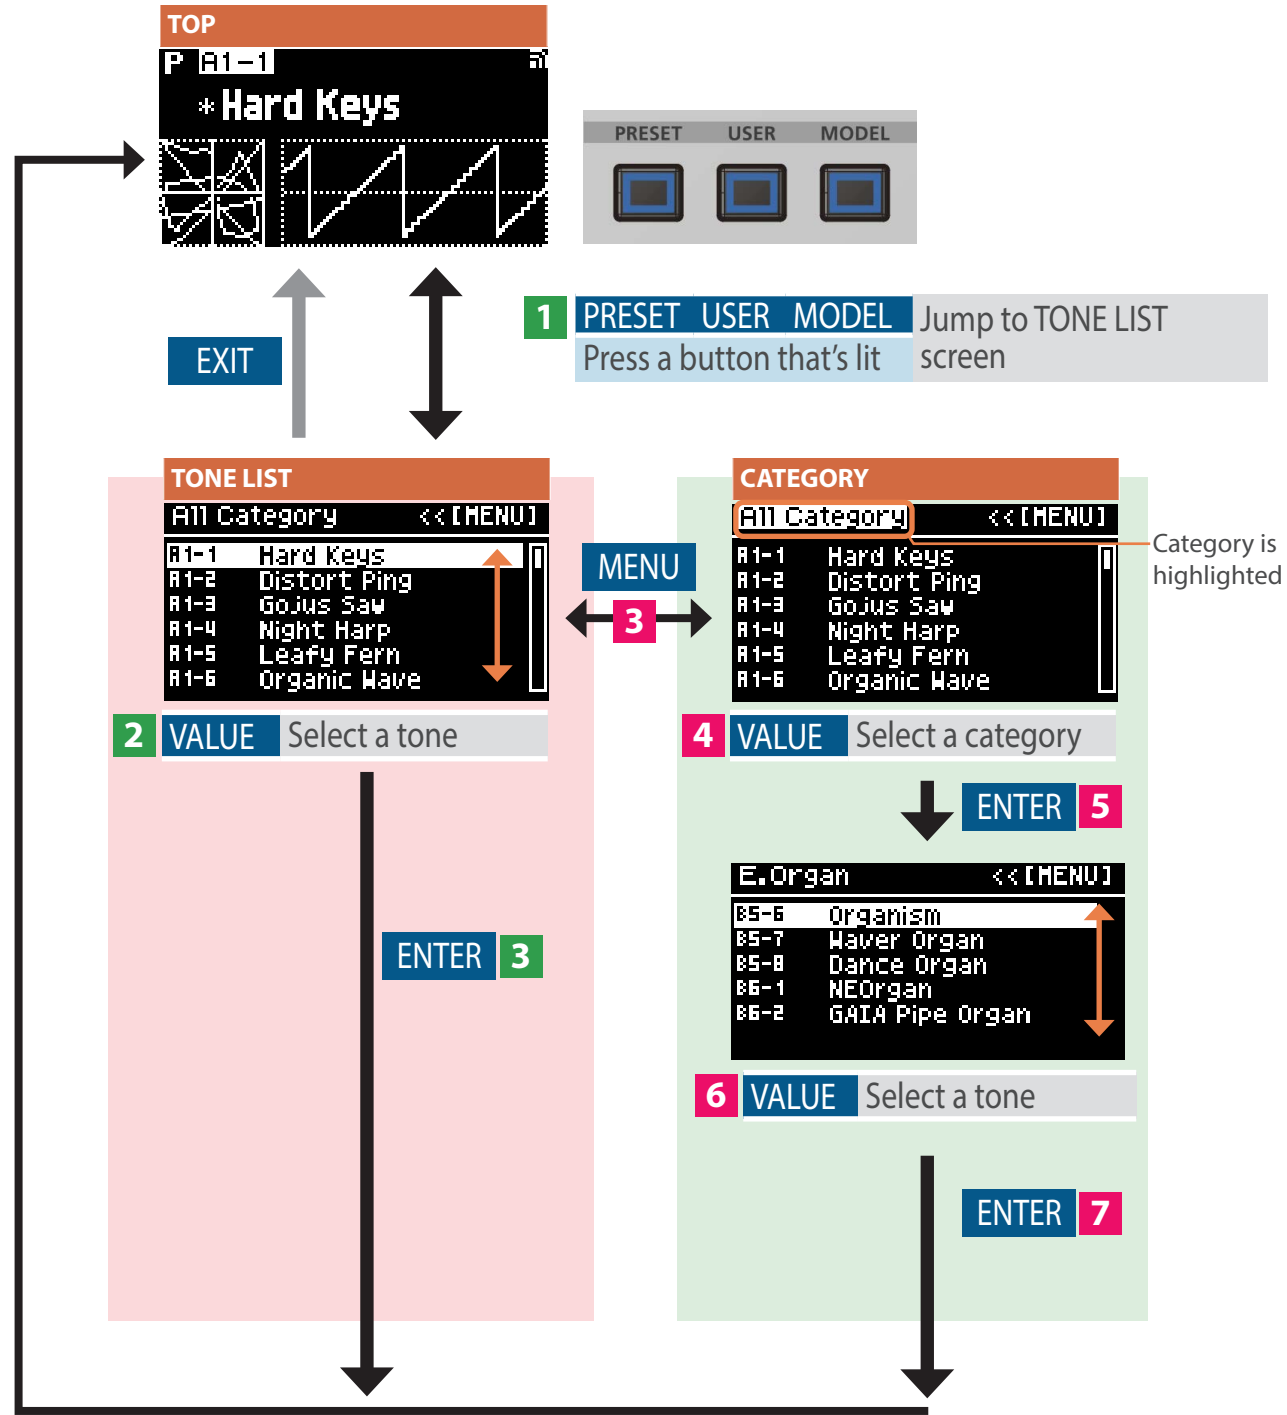 TOP
P A1-1
*Hard Keys
PRESET USER MODEL
1 PRESET USER MODEL Jump to TONE LIST
Press a button that's lit screen
EXIT
TONE LIST
All Category <<[MENU]
A1-1 Hard Keys
A1-2 Distort Ping
A1-3 Gojus Saw
A1-4 Night Harp
A1-5 Leafy Fern
A1-6 Organic Wave
2 VALUE Select a tone
ENTER 3
MENU
3
CATEGORY
All Category <<[MENU]
Category is
highlighted
A1-1 Hard Keys
A1-2 Distort Ping
A1-3 Gojus Saw
A1-4 Night Harp
A1-5 Leafy Fern
A1-6 Organic Wave
4 VALUE Select a category
ENTER 5
E.Organ <<[MENU]
B5-6 Organism
B5-7 Waver Organ
B5-8 Dance Organ
B6-1 NEOrgan
B6-2 GAIA Pipe Organ
6 VALUE Select a tone
ENTER 7